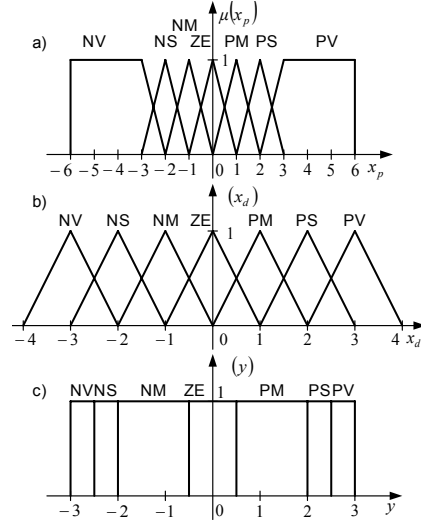 μ(x_p)
NM
a) NV NS ZE PM PS PV
1
−6 −5 −4 −3 −2 −1 0 1 2 3 4 5 6 x_p
b) (x_d)
NV NS NM ZE PM PS PV
1
−4 −3 −2 −1 0 1 2 3 4 x_d
c) (y)
NV NS NM ZE PM PS PV
1
−3 −2 −1 0 1 2 3 y